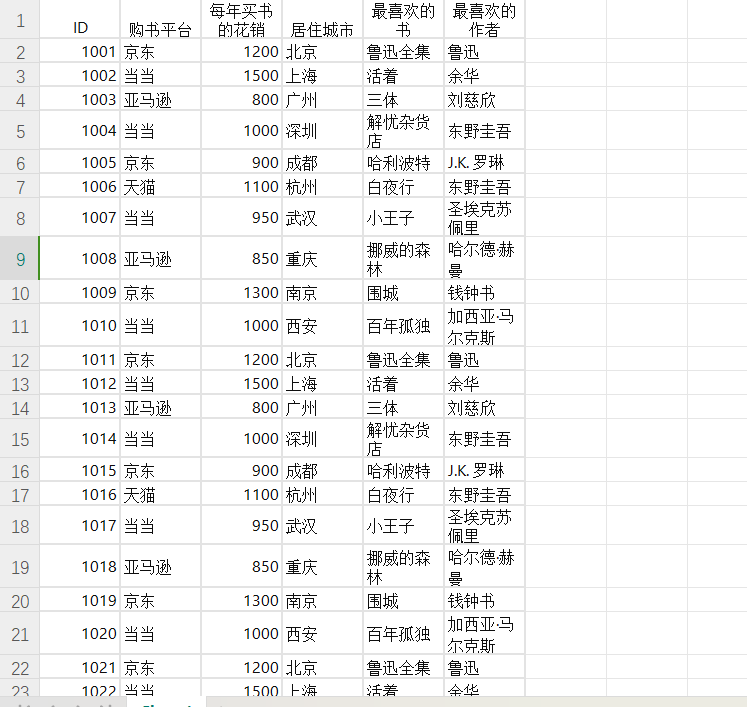 1 ID 购书平台 每年买书的花销 居住城市 最喜欢的书 最喜欢的作者
2 1001 京东 1200 北京 鲁迅全集 鲁迅
3 1002 当当 1500 上海 活着 余华
4 1003 亚马逊 800 广州 三体 刘慈欣
5 1004 当当 1000 深圳 解忧杂货店 东野圭吾
6 1005 京东 900 成都 哈利波特 J.K. 罗琳
7 1006 天猫 1100 杭州 白夜行 东野圭吾
8 1007 当当 950 武汉 小王子 圣埃克苏佩里
9 1008 亚马逊 850 重庆 挪威的森林 哈尔德·赫曼
10 1009 京东 1300 南京 围城 钱钟书
11 1010 当当 1000 西安 百年孤独 加西亚·马尔克斯
12 1011 京东 1200 北京 鲁迅全集 鲁迅
13 1012 当当 1500 上海 活着 余华
14 1013 亚马逊 800 广州 三体 刘慈欣
15 1014 当当 1000 深圳 解忧杂货店 东野圭吾
16 1015 京东 900 成都 哈利波特 J.K. 罗琳
17 1016 天猫 1100 杭州 白夜行 东野圭吾
18 1017 当当 950 武汉 小王子 圣埃克苏佩里
19 1018 亚马逊 850 重庆 挪威的森林 哈尔德·赫曼
20 1019 京东 1300 南京 围城 钱钟书
21 1020 当当 1000 西安 百年孤独 加西亚·马尔克斯
22 1021 京东 1200 北京 鲁迅全集 鲁迅
23 1022 当当 1500 上海 活着 余华